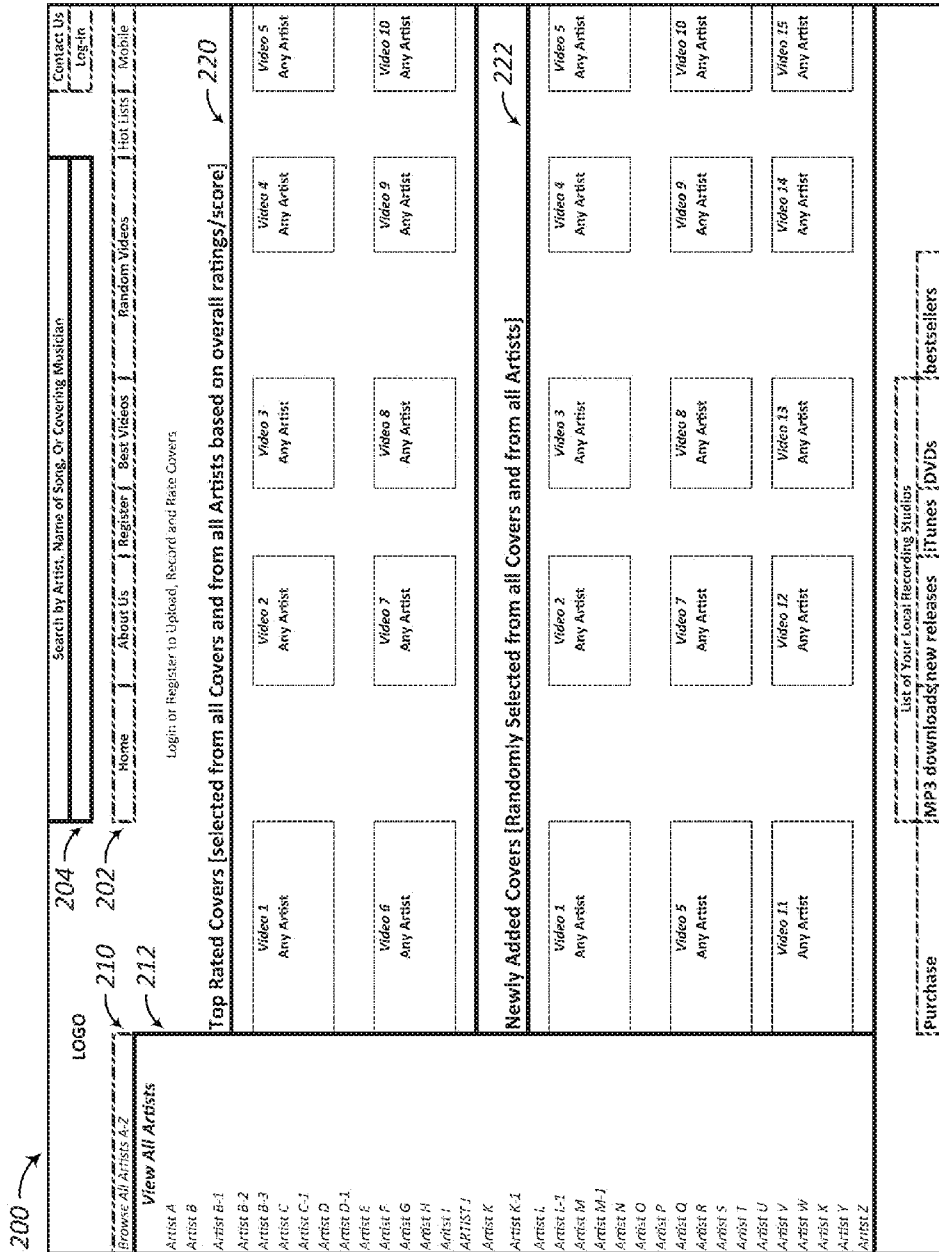 200
LOGO
204
Search by Artist, Name of Song, Or Covering Musician
Contact Us
Log-In
210
Browse All Artists A-Z
202
Home
About Us
Register
Best Videos
Random Videos
Hot Lists
Mobile
212
View All Artists
Login or Register to Upload, Record and Rate Covers
Artist A
Artist B
Artist B-1
Artist B-2
Artist B-3
Artist C
Artist C-1
Artist D
Artist D-1
Artist E
Artist F
Artist G
Artist H
Artist I
ARTIST J
Artist K
Artist K-1
Artist L
Artist L-1
Artist M
Artist M-1
Artist N
Artist O
Artist P
Artist Q
Artist R
Artist S
Artist T
Artist U
Artist V
Artist W
Artist X
Artist Y
Artist Z
Top Rated Covers [selected from all Covers and from all Artists based on overall ratings/score]
220
Video 1
Any Artist
Video 2
Any Artist
Video 3
Any Artist
Video 4
Any Artist
Video 5
Any Artist
Video 6
Any Artist
Video 7
Any Artist
Video 8
Any Artist
Video 9
Any Artist
Video 10
Any Artist
Newly Added Covers [Randomly Selected from all Covers and from all Artists]
222
Video 1
Any Artist
Video 2
Any Artist
Video 3
Any Artist
Video 4
Any Artist
Video 5
Any Artist
Video 5
Any Artist
Video 7
Any Artist
Video 8
Any Artist
Video 9
Any Artist
Video 10
Any Artist
Video 11
Any Artist
Video 12
Any Artist
Video 13
Any Artist
Video 14
Any Artist
Video 15
Any Artist
List of Your Local Recording Studios
Purchase
MP3 downloads
new releases
iTunes
DVDs
bestsellers